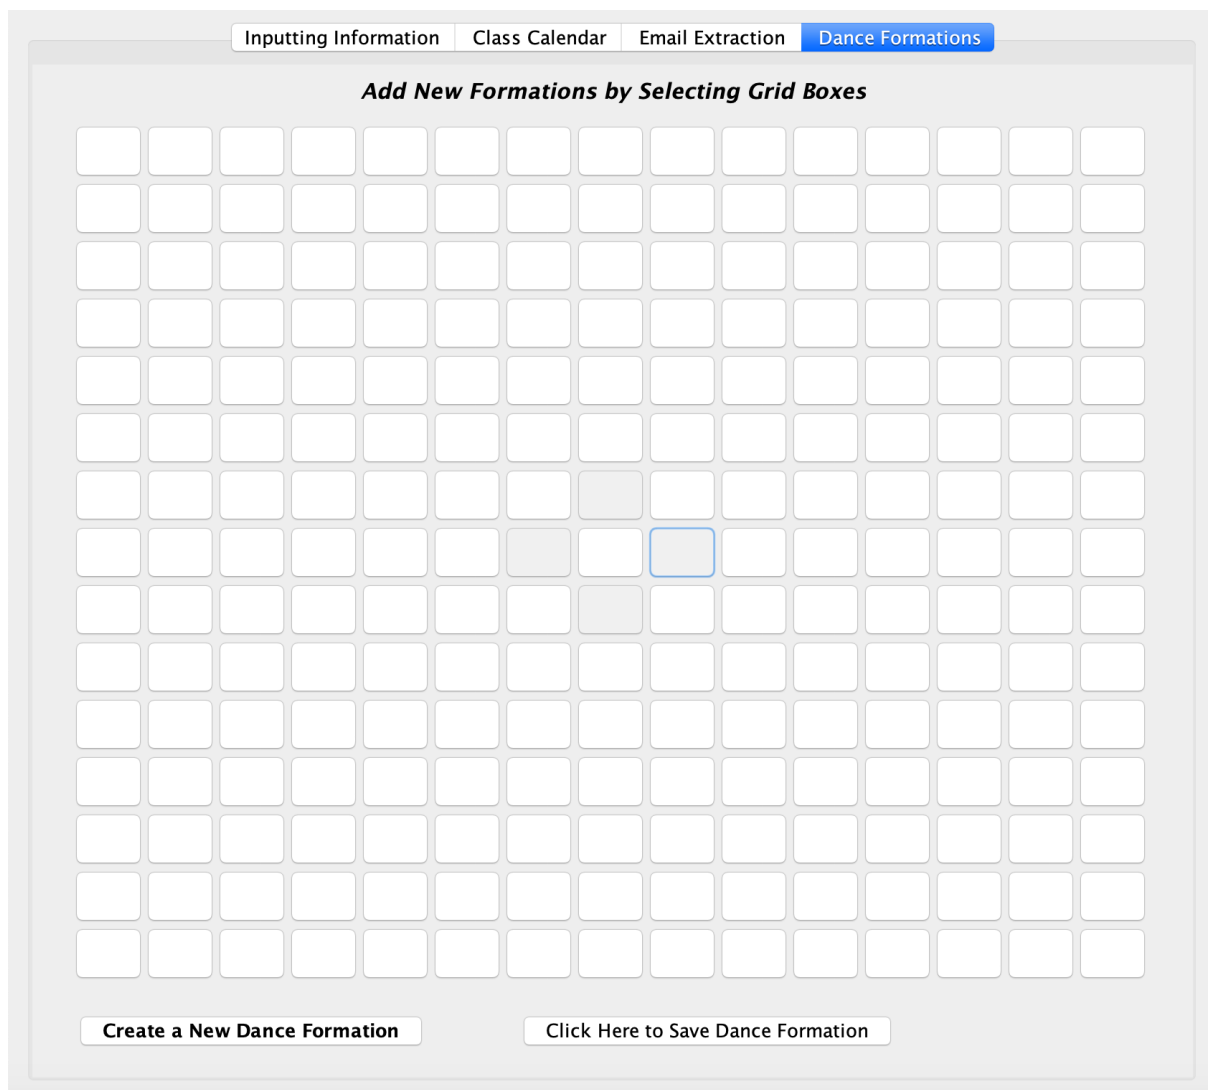 Inputting Information Class Calendar Email Extraction Dance Formations
Add New Formations by Selecting Grid Boxes
Create a New Dance Formation Click Here to Save Dance Formation